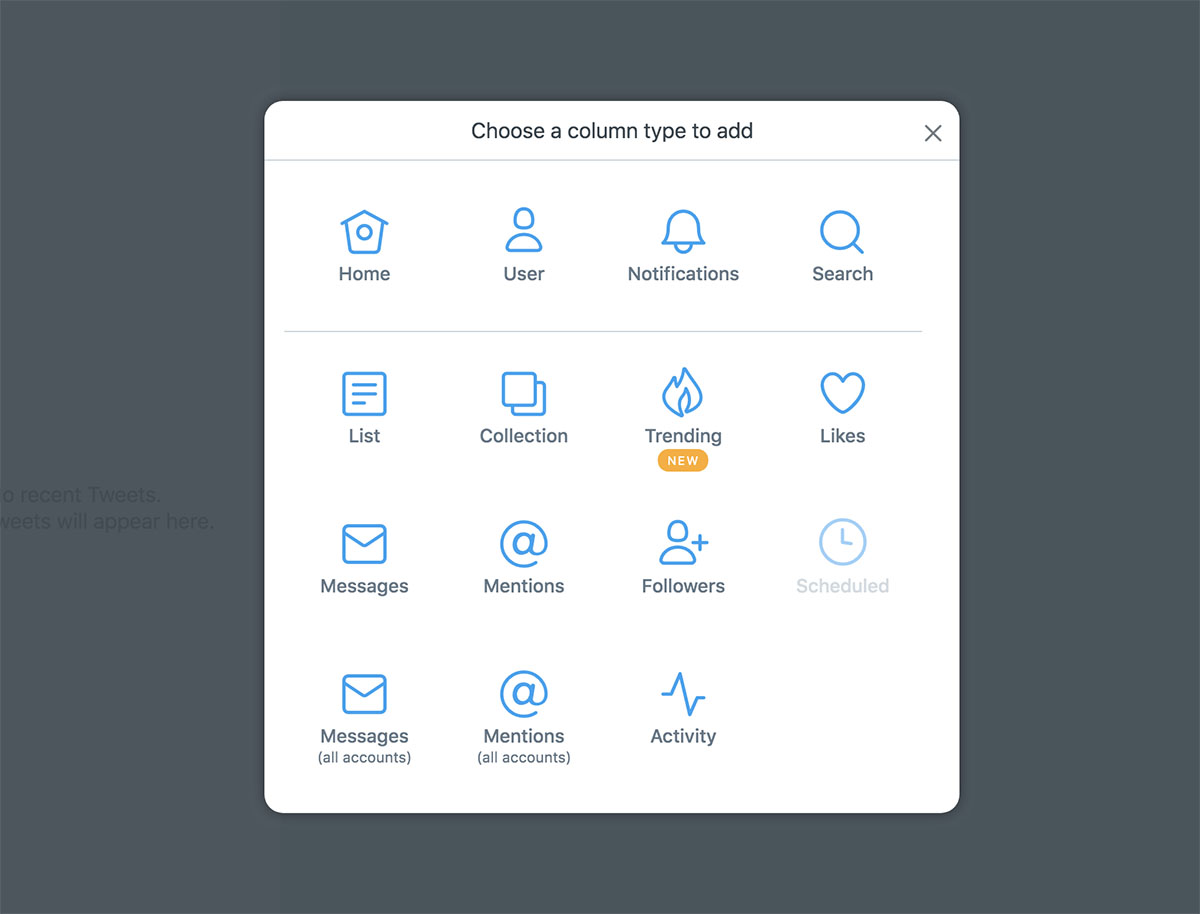 Choose a column type to add
Home
User
Notifications
Search
List
Collection
Trending
NEW
Likes
Messages
Mentions
Followers
Scheduled
Messages
(all accounts)
Mentions
(all accounts)
Activity
recent Tweets.
will appear here.